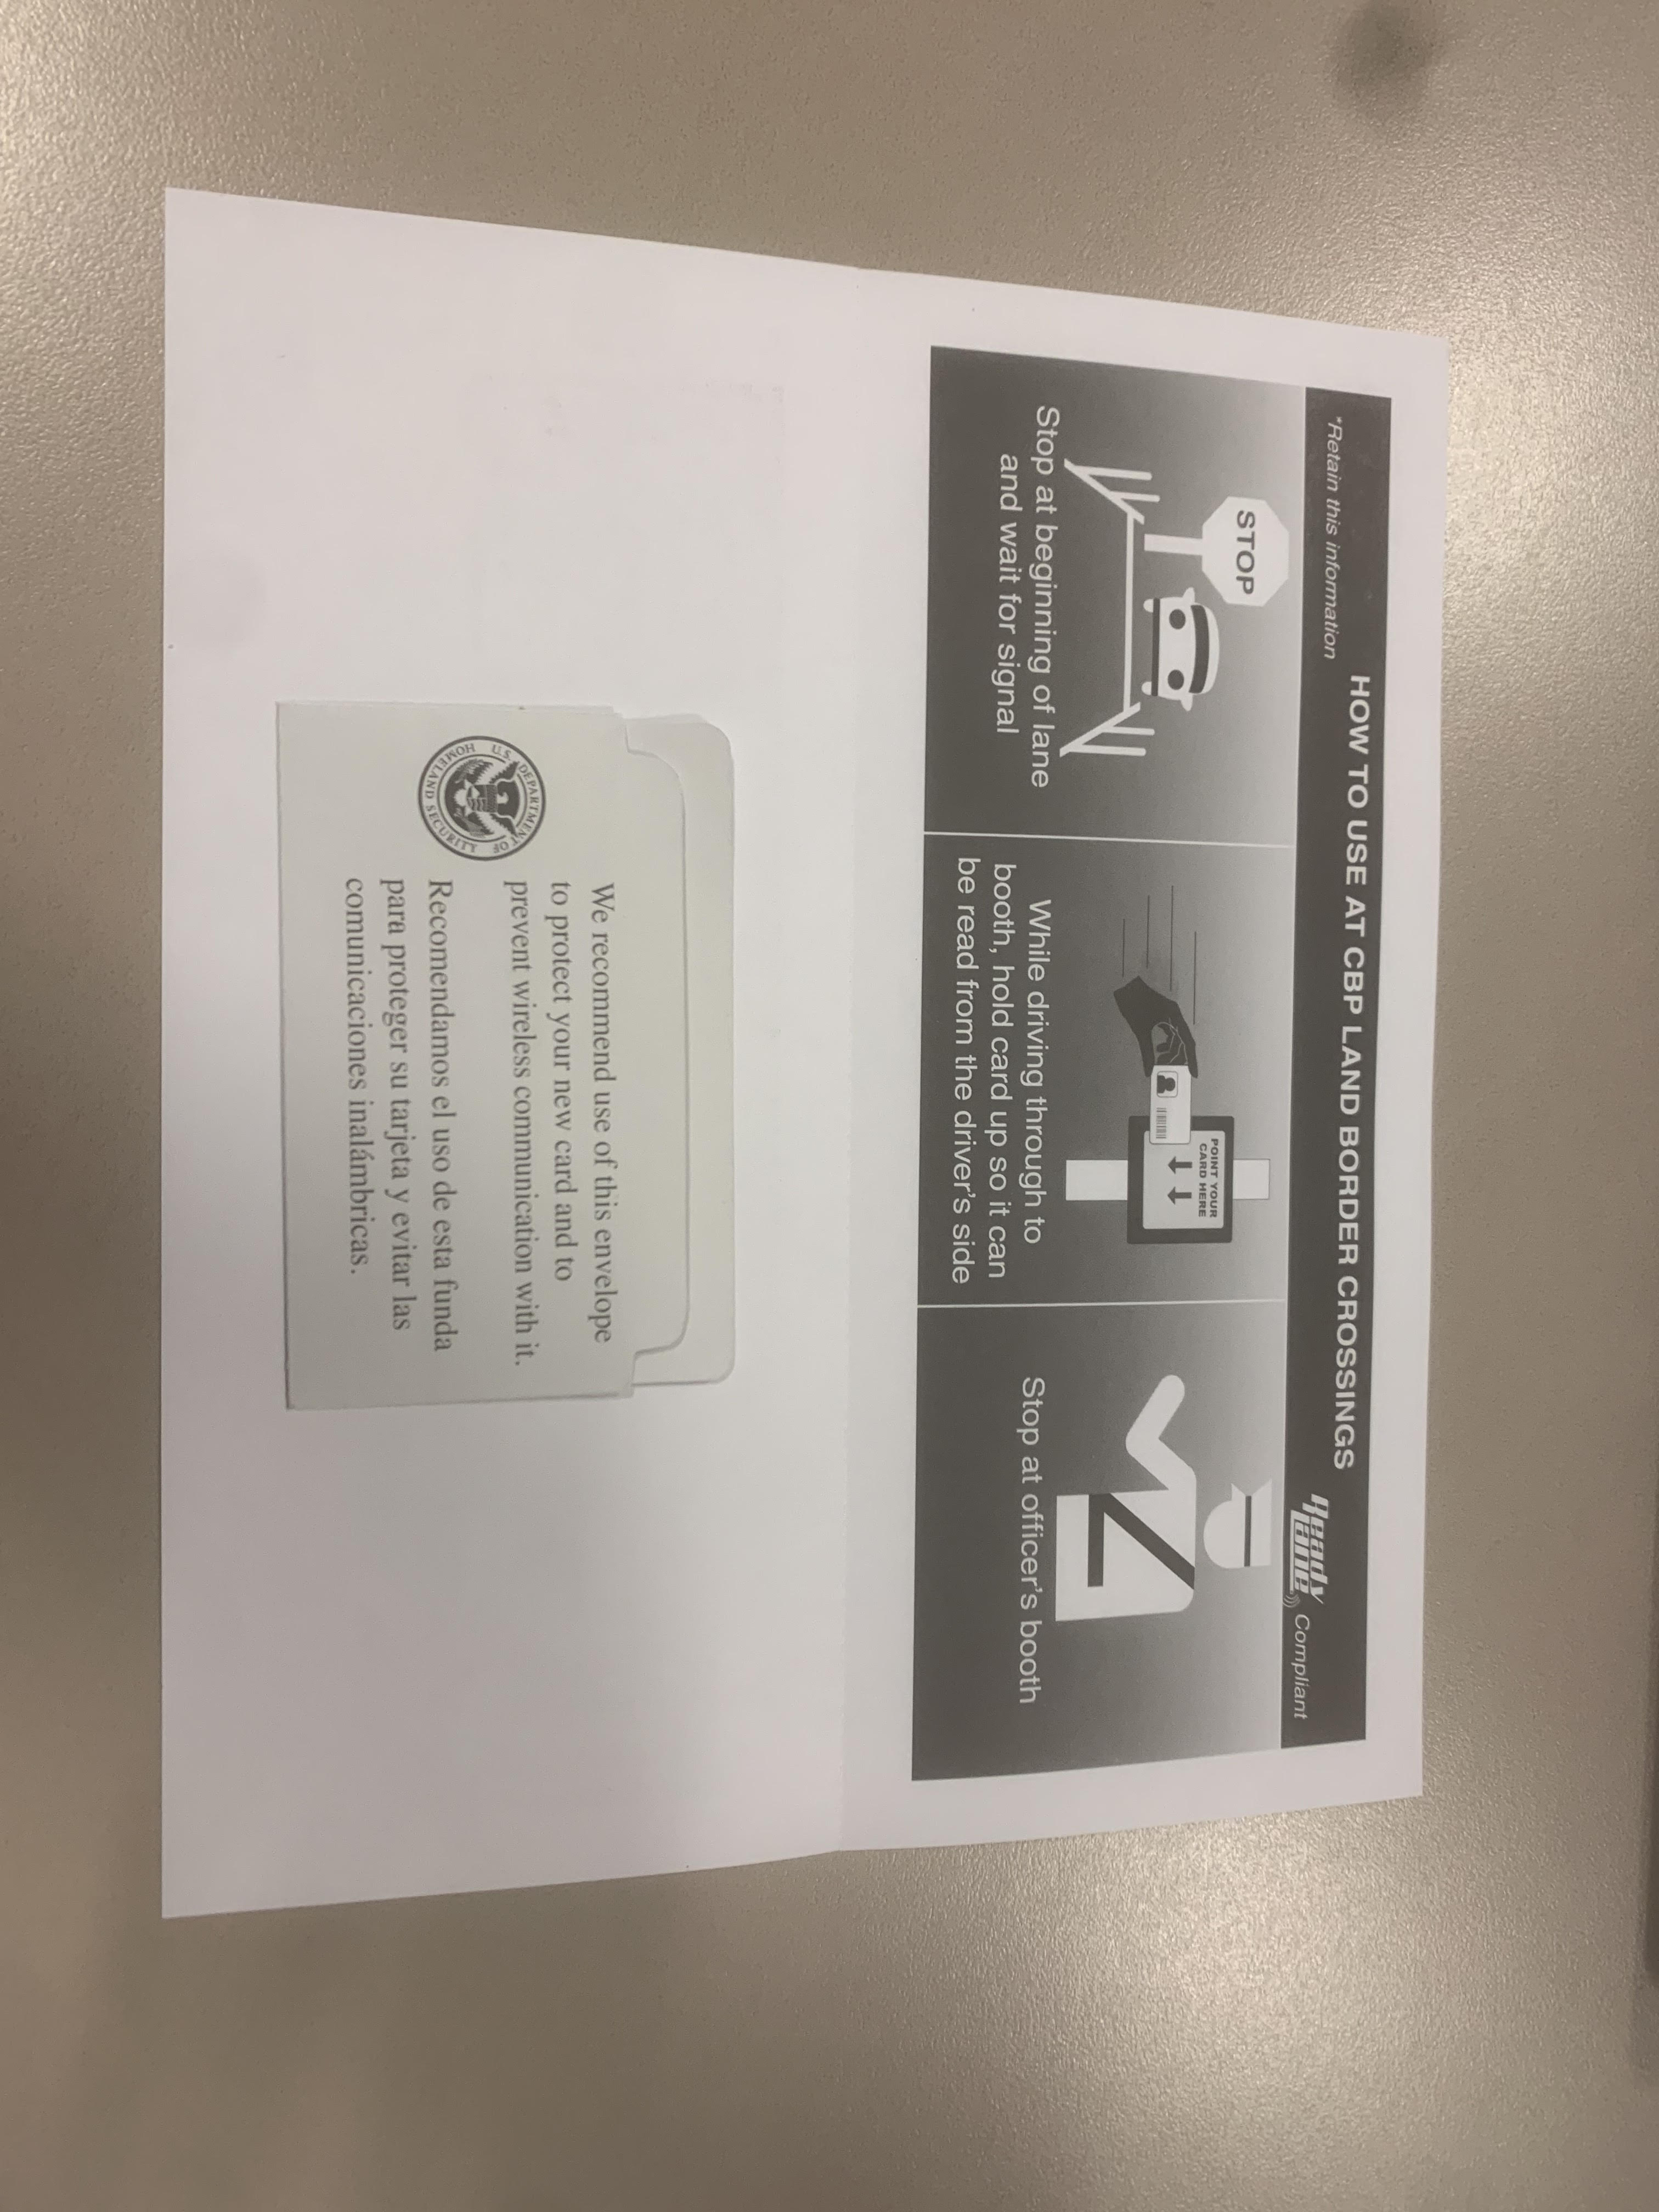 *Retain this information
HOW TO USE AT CBP LAND BORDER CROSSINGS
Ready
Lane
Compliant
STOP
Stop at beginning of lane
and wait for signal
POINT YOUR
CARD HERE
While driving through to
booth, hold card up so it can
be read from the driver's side
Stop at officer's booth
U.S. DEPARTMENT OF
HOMELAND SECURITY
We recommend use of this envelope
to protect your new card and to
prevent wireless communication with it.
Recomendamos el uso de esta funda
para proteger su tarjeta y evitar las
comunicaciones inalámbricas.